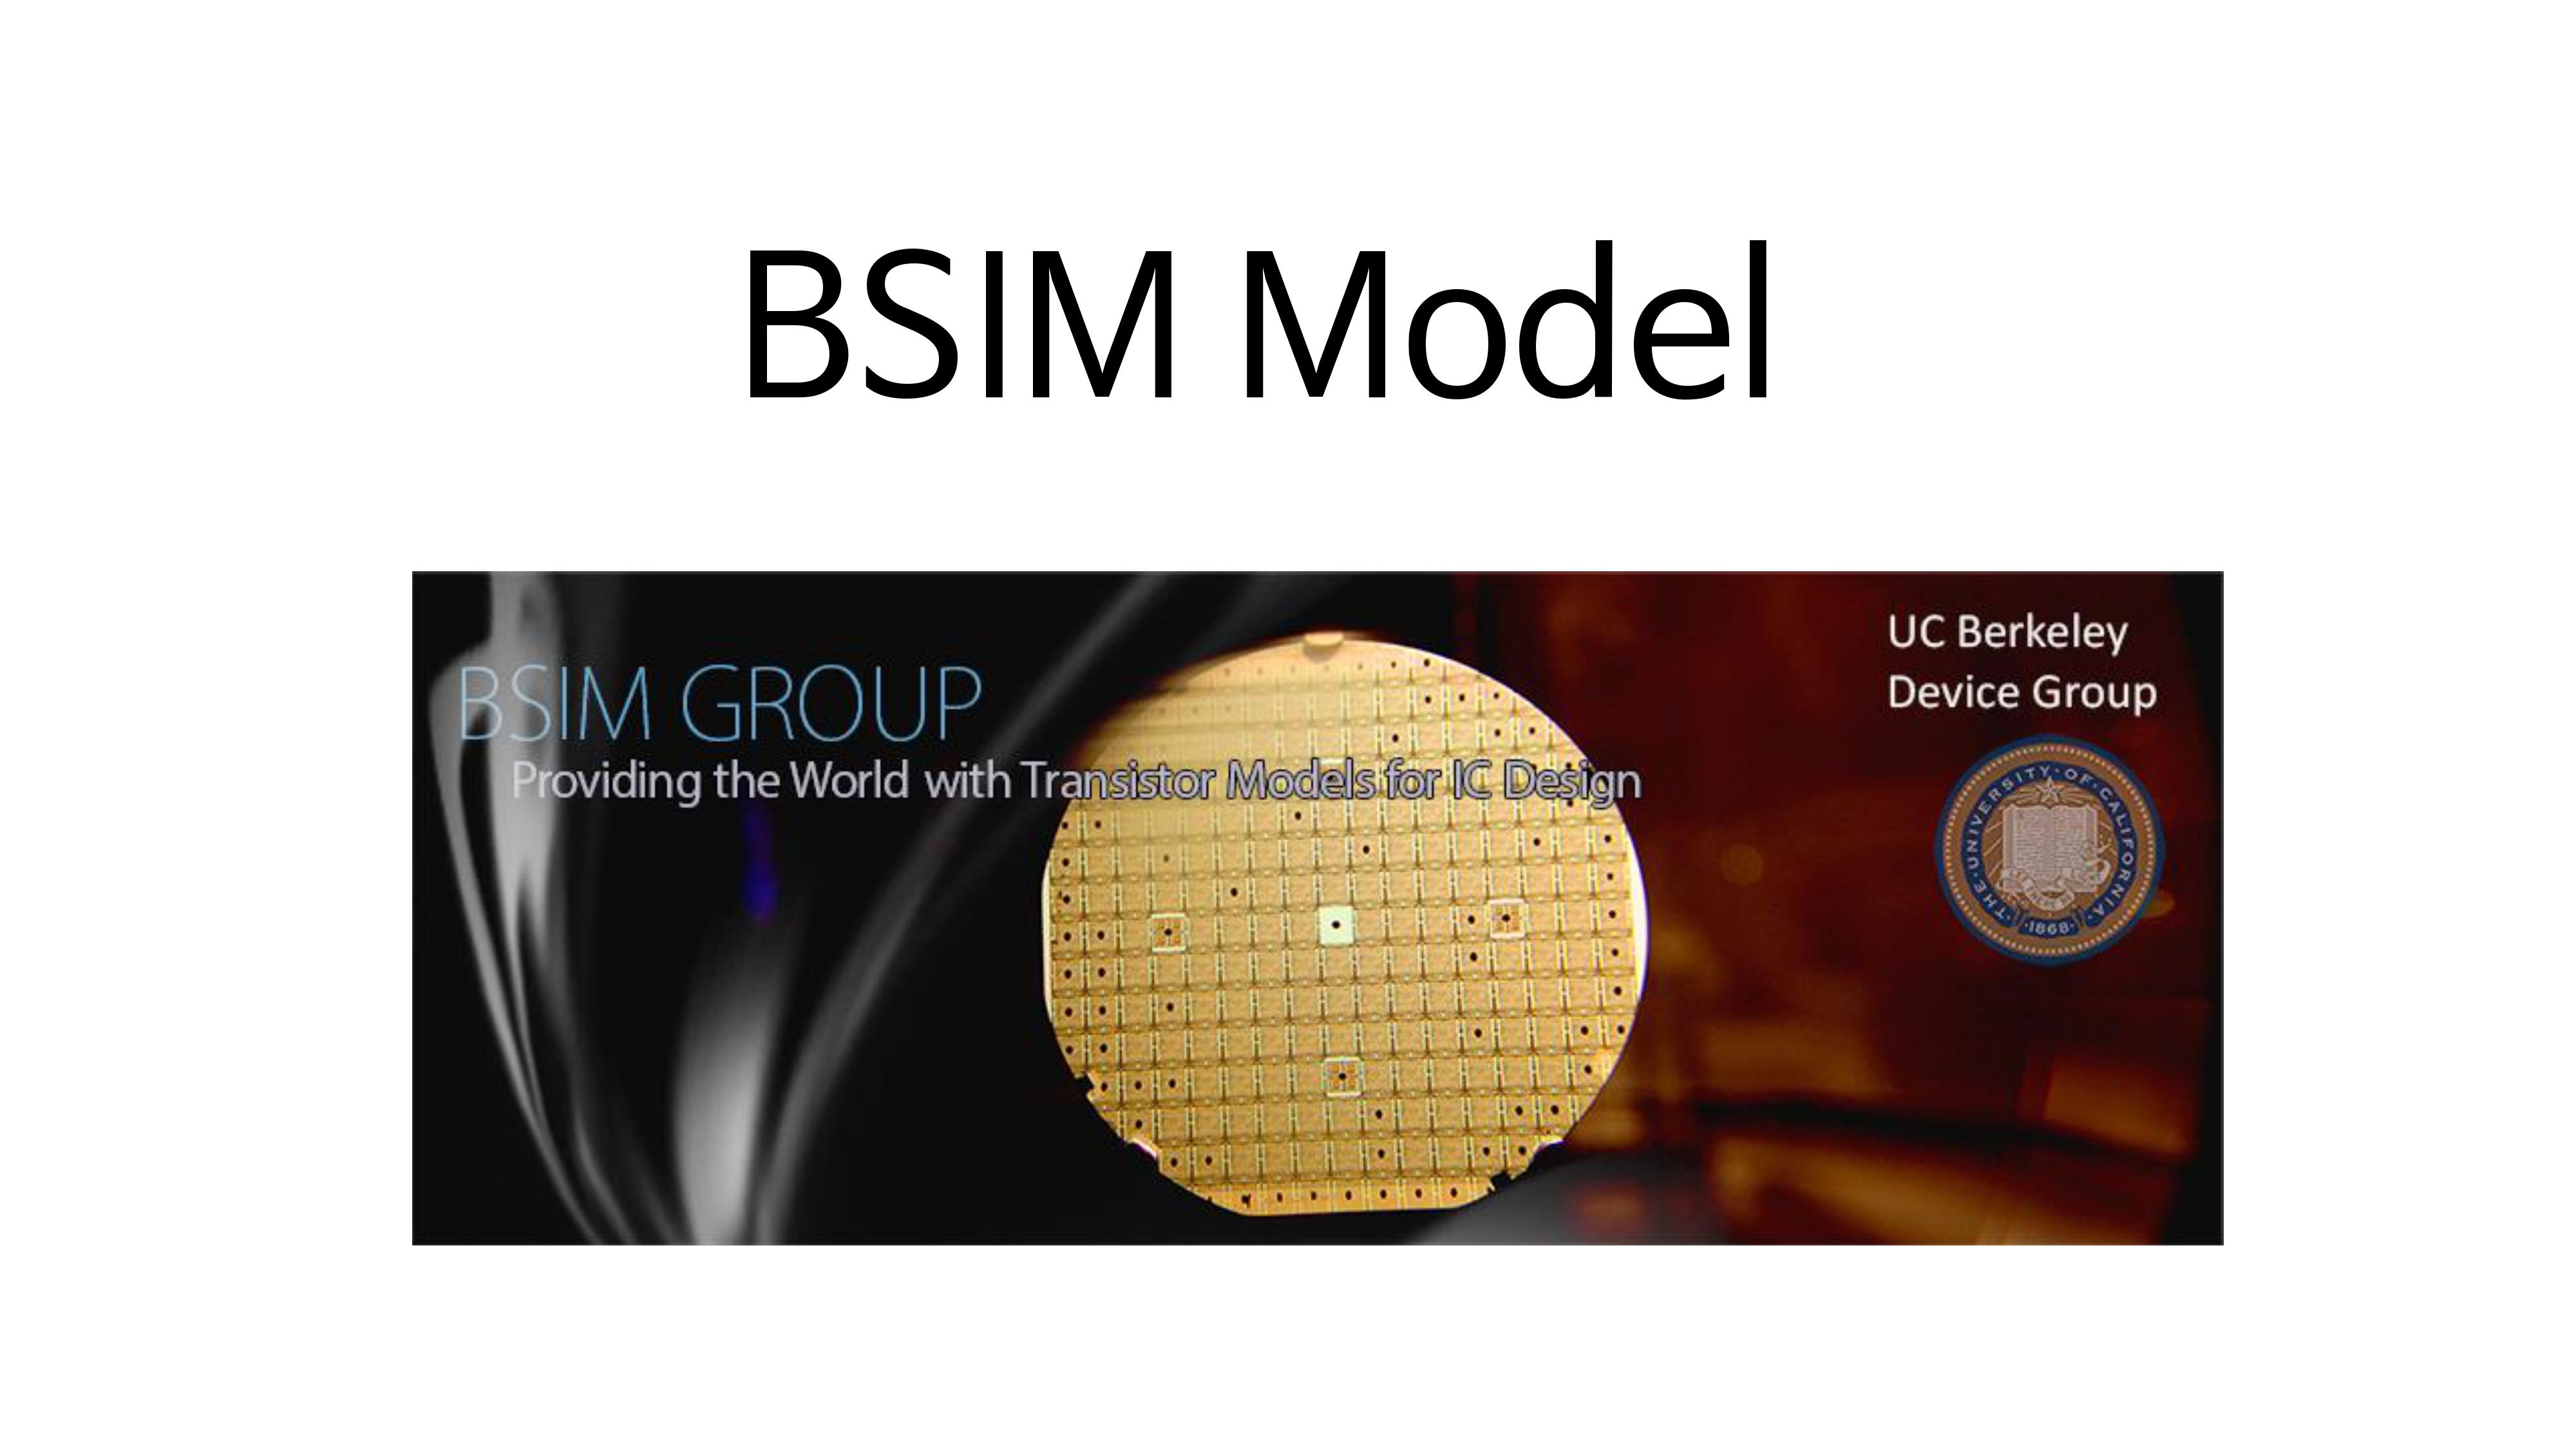 BSIM Model
BSIM GROUP
Providing the World with Transistor Models for IC Design
UC Berkeley
Device Group
·THE·UNIVERSITY·OF·CALIFORNIA·
·1868·